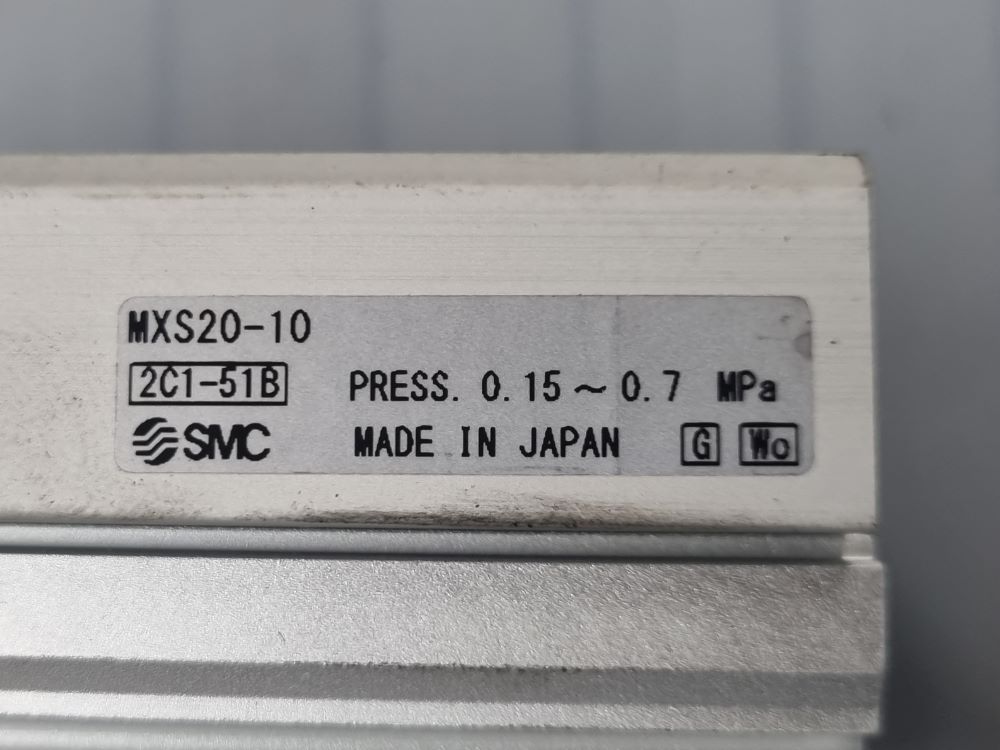 MXS20-10
2C1-51B PRESS. 0.15～0.7 MPa
SMC MADE IN JAPAN G Wo